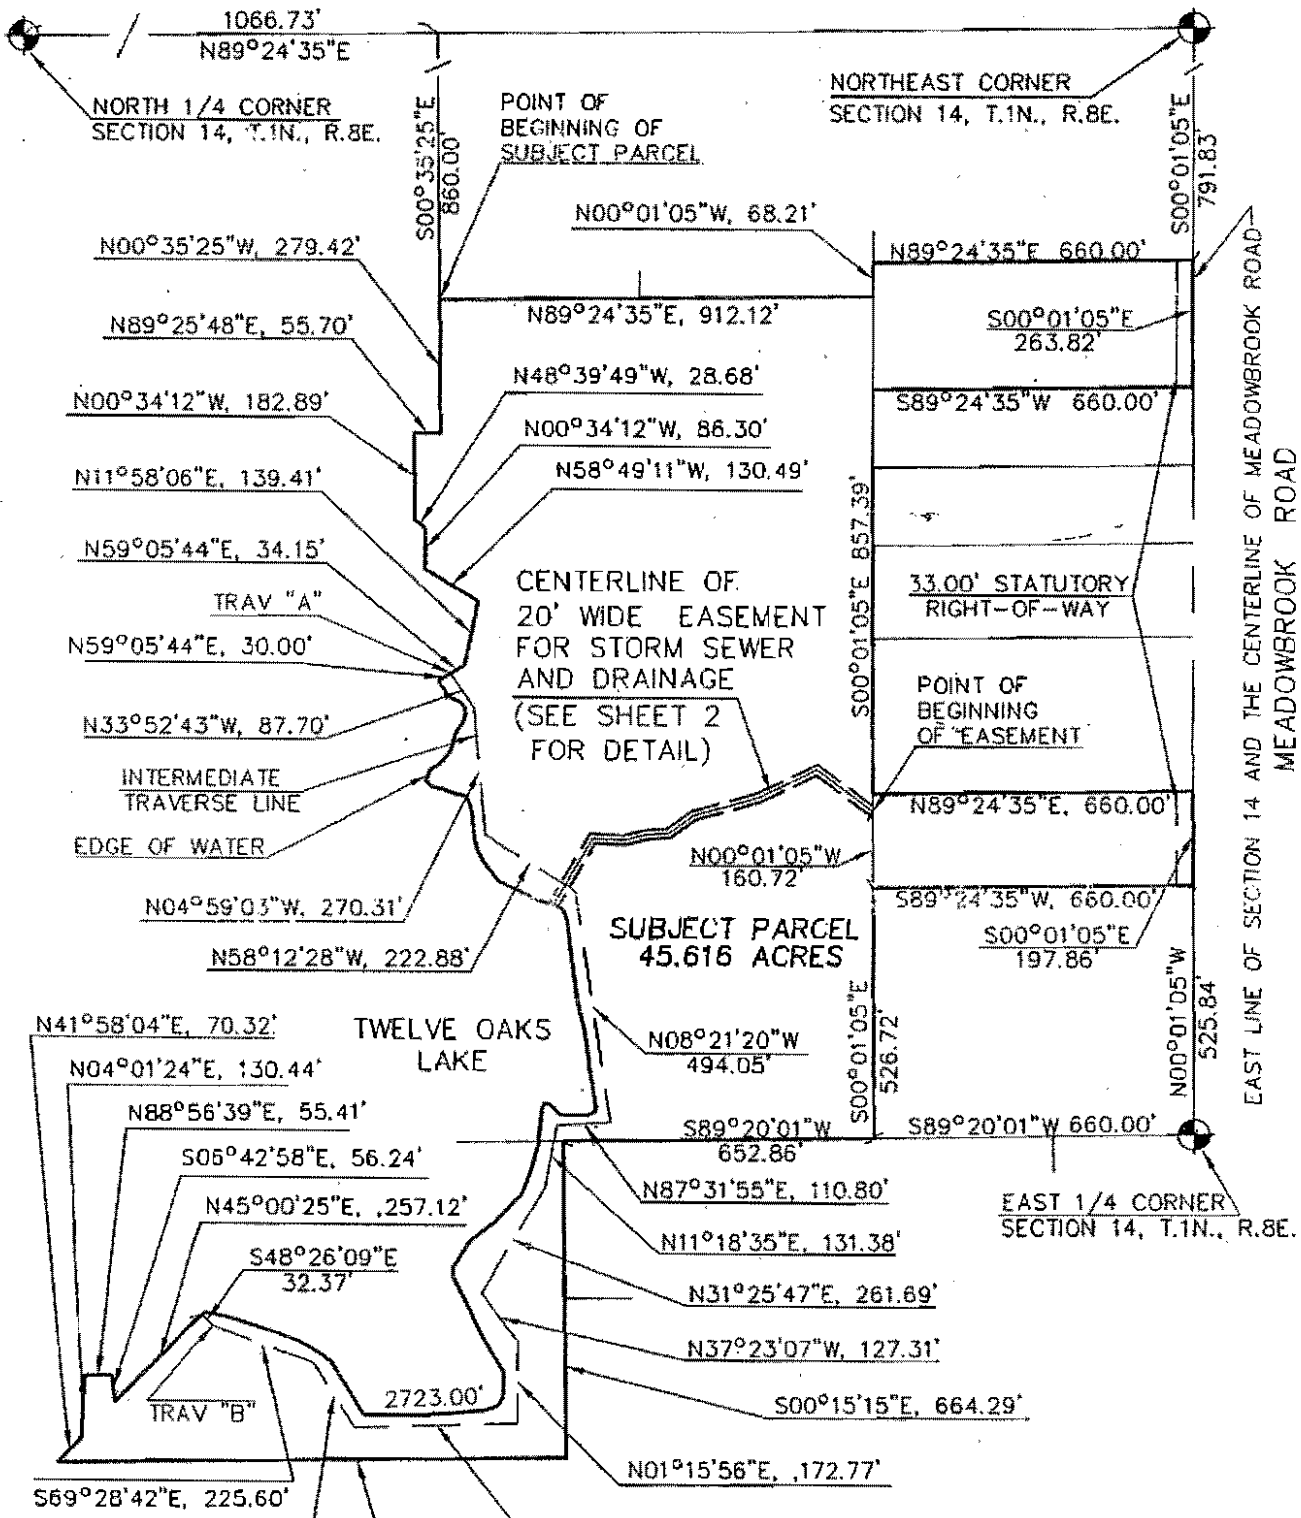 1066.73'
N89°24'35"E
NORTH 1/4 CORNER
SECTION 14, T.1N., R.8E.
S00°35'25"E
860.00'
POINT OF
BEGINNING OF
SUBJECT PARCEL
NORTHEAST CORNER
SECTION 14, T.1N., R.8E.
S00°01'05"E
791.83'
N00°01'05"W, 68.21'
N00°35'25"W, 279.42'
N89°24'35"E 660.00'
N89°24'35"E, 912.12'
S00°01'05"E
263.82'
N89°25'48"E, 55.70'
N48°39'49"W, 28.68'
N00°34'12"W, 182.89'
S89°24'35"W 660.00'
N00°34'12"W, 86.30'
N58°49'11"W, 130.49'
N11°58'06"E, 139.41'
N59°05'44"E, 34.15'
TRAV "A"
N59°05'44"E, 30.00'
CENTERLINE OF
20' WIDE EASEMENT
FOR STORM SEWER
AND DRAINAGE
(SEE SHEET 2
FOR DETAIL)
S00°01'05"E 857.39'
33.00' STATUTORY
RIGHT-OF-WAY
POINT OF
BEGINNING
OF EASEMENT
EAST LINE OF SECTION 14 AND THE CENTERLINE OF MEADOWBROOK ROAD
MEADOWBROOK ROAD
N33°52'43"W, 87.70'
INTERMEDIATE
TRAVERSE LINE
EDGE OF WATER
N89°24'35"E, 660.00'
N00°01'05"W
160.72'
S89°24'35"W, 660.00'
N04°59'03"W, 270.31'
SUBJECT PARCEL
45.616 ACRES
S00°01'05"E
197.86'
N58°12'28"W, 222.88'
N00°01'05"W
525.84'
S00°01'05"E
526.72'
N41°58'04"E, 70.32'
TWELVE OAKS
LAKE
N08°21'20"W
494.05'
N04°01'24"E, 130.44'
N88°56'39"E, 55.41'
S89°20'01"W
652.86'
S89°20'01"W 660.00'
S06°42'58"E, 56.24'
N87°31'55"E, 110.80'
N45°00'25"E, ,257.12'
EAST 1/4 CORNER
SECTION 14, T.1N., R.8E.
N11°18'35"E, 131.38'
S48°26'09"E
32.37'
N31°25'47"E, 261.69'
N37°23'07"W, 127.31'
TRAV "B"
2723.00'
S00°15'15"E, 664.29'
N01°15'56"E, ,172.77'
S69°28'42"E, 225.60'